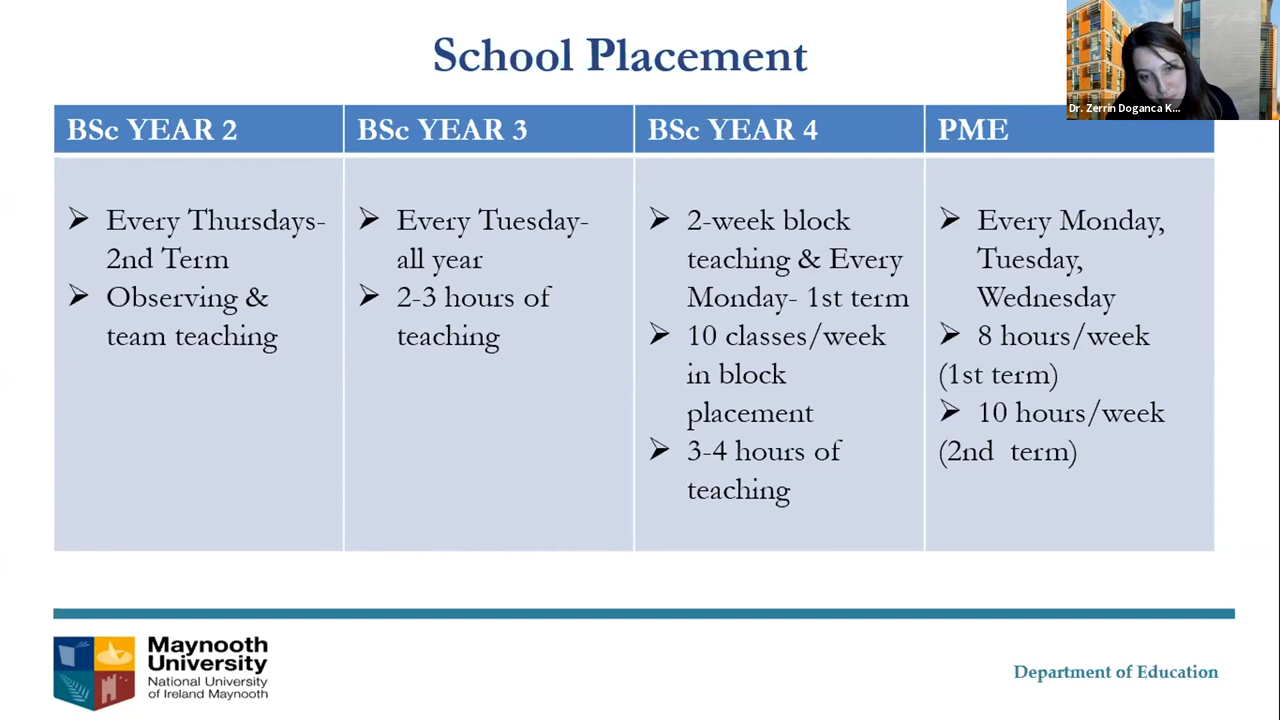 School Placement
Dr. Zerrin Doganca K...
BSc YEAR 2
Every Thursdays-
2nd Term
Observing &
team teaching
BSc YEAR 3
Every Tuesday-
all year
2-3 hours of
teaching
BSc YEAR 4
2-week block
teaching & Every
Monday- 1st term
10 classes/week
in block
placement
3-4 hours of
teaching
PME
Every Monday,
Tuesday,
Wednesday
8 hours/week
(1st term)
10 hours/week
(2nd term)
Maynooth
University
National University
of Ireland Maynooth
Department of Education